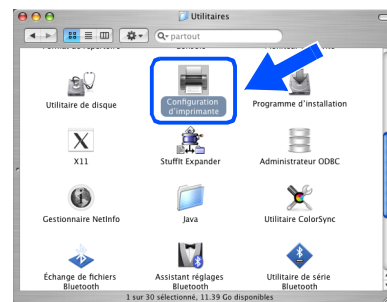 Utilitaires
partout
Utilitaire de disque
Configuration
d'imprimante
Programme d'installation
X11
StuffIt Expander
Administrateur ODBC
Gestionnaire NetInfo
Java
Utilitaire ColorSync
Échange de fichiers
Bluetooth
Assistant réglages
Bluetooth
Utilitaire de série
Bluetooth
1 sur 30 sélectionné, 11.39 Go disponibles